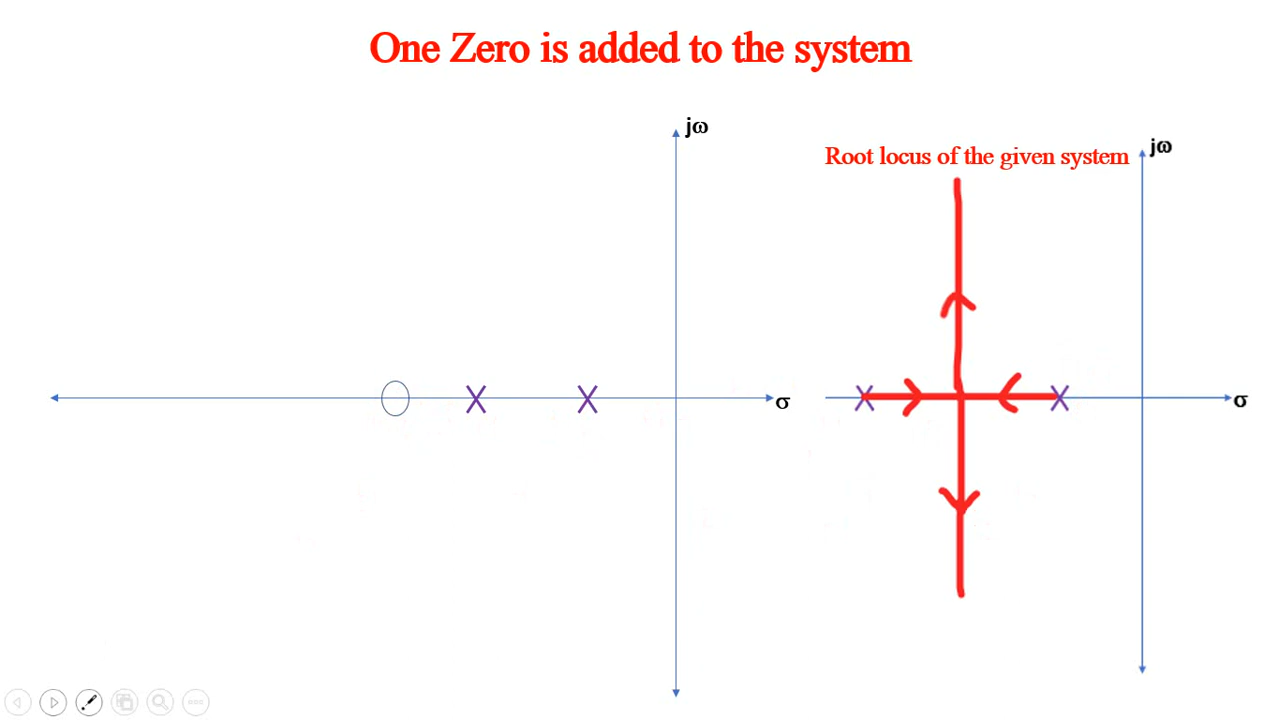 One Zero is added to the system
jω
Root locus of the given system
jω
σ
σ